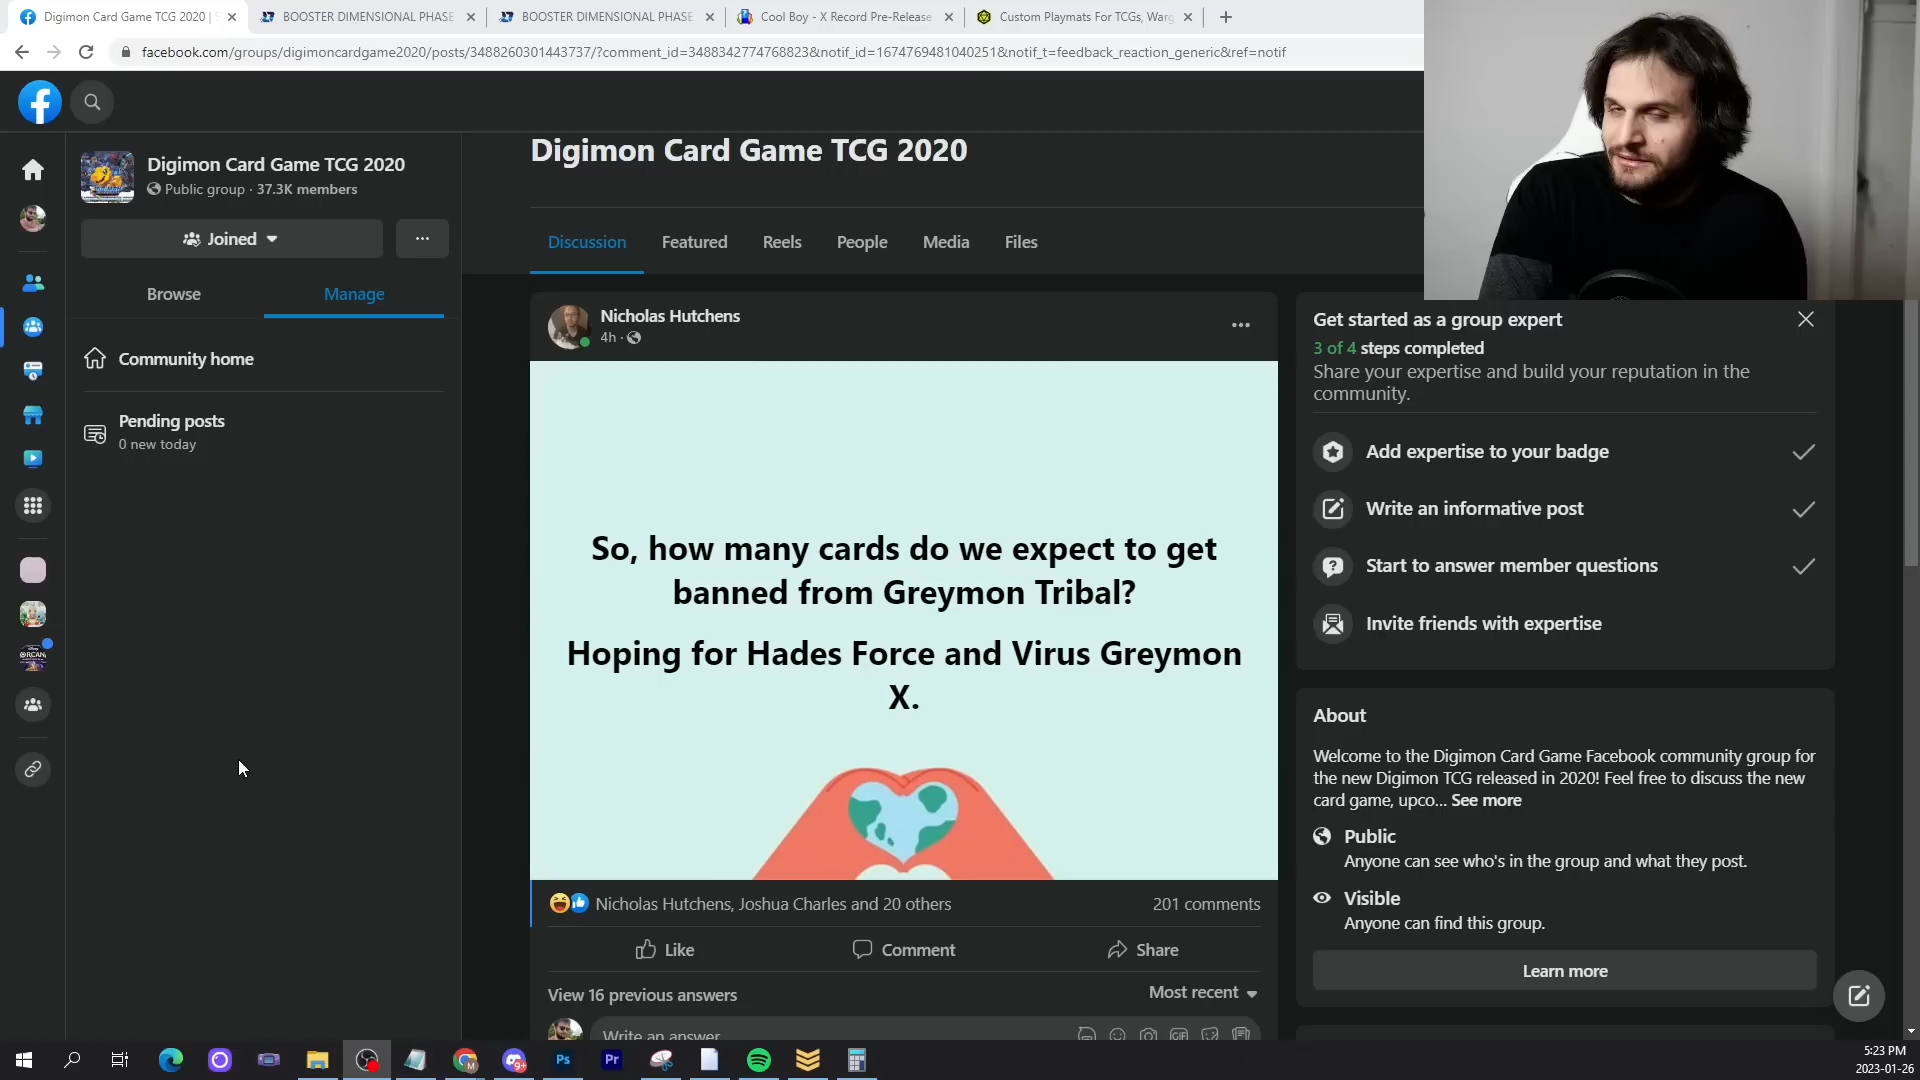 Digimon Card Game TCG 2020 |
BOOSTER DIMENSIONAL PHASE
BOOSTER DIMENSIONAL PHASE
Cool Boy - X Record Pre-Release
Custom Playmats For TCGs, Warg
facebook.com/groups/digimoncardgame2020/posts/3488260301443737/?comment_id=3488342774768823&notif_id=1674769481040251&notif_t=feedback_reaction_generic&ref=notif
Digimon Card Game TCG 2020
Public group · 37.3K members
Joined
Browse
Manage
Community home
Pending posts
0 new today
Digimon Card Game TCG 2020
Discussion
Featured
Reels
People
Media
Files
Nicholas Hutchens
4h ·
So, how many cards do we expect to get
banned from Greymon Tribal?
Hoping for Hades Force and Virus Greymon
X.
Nicholas Hutchens, Joshua Charles and 20 others
201 comments
Like
Comment
Share
View 16 previous answers
Most recent
Write an answer
Get started as a group expert
3 of 4 steps completed
Share your expertise and build your reputation in the
community.
Add expertise to your badge
Write an informative post
Start to answer member questions
Invite friends with expertise
About
Welcome to the Digimon Card Game Facebook community group for
the new Digimon TCG released in 2020! Feel free to discuss the new
card game, upco... See more
Public
Anyone can see who's in the group and what they post.
Visible
Anyone can find this group.
Learn more
Ps
Pr
5:23 PM
2023-01-26